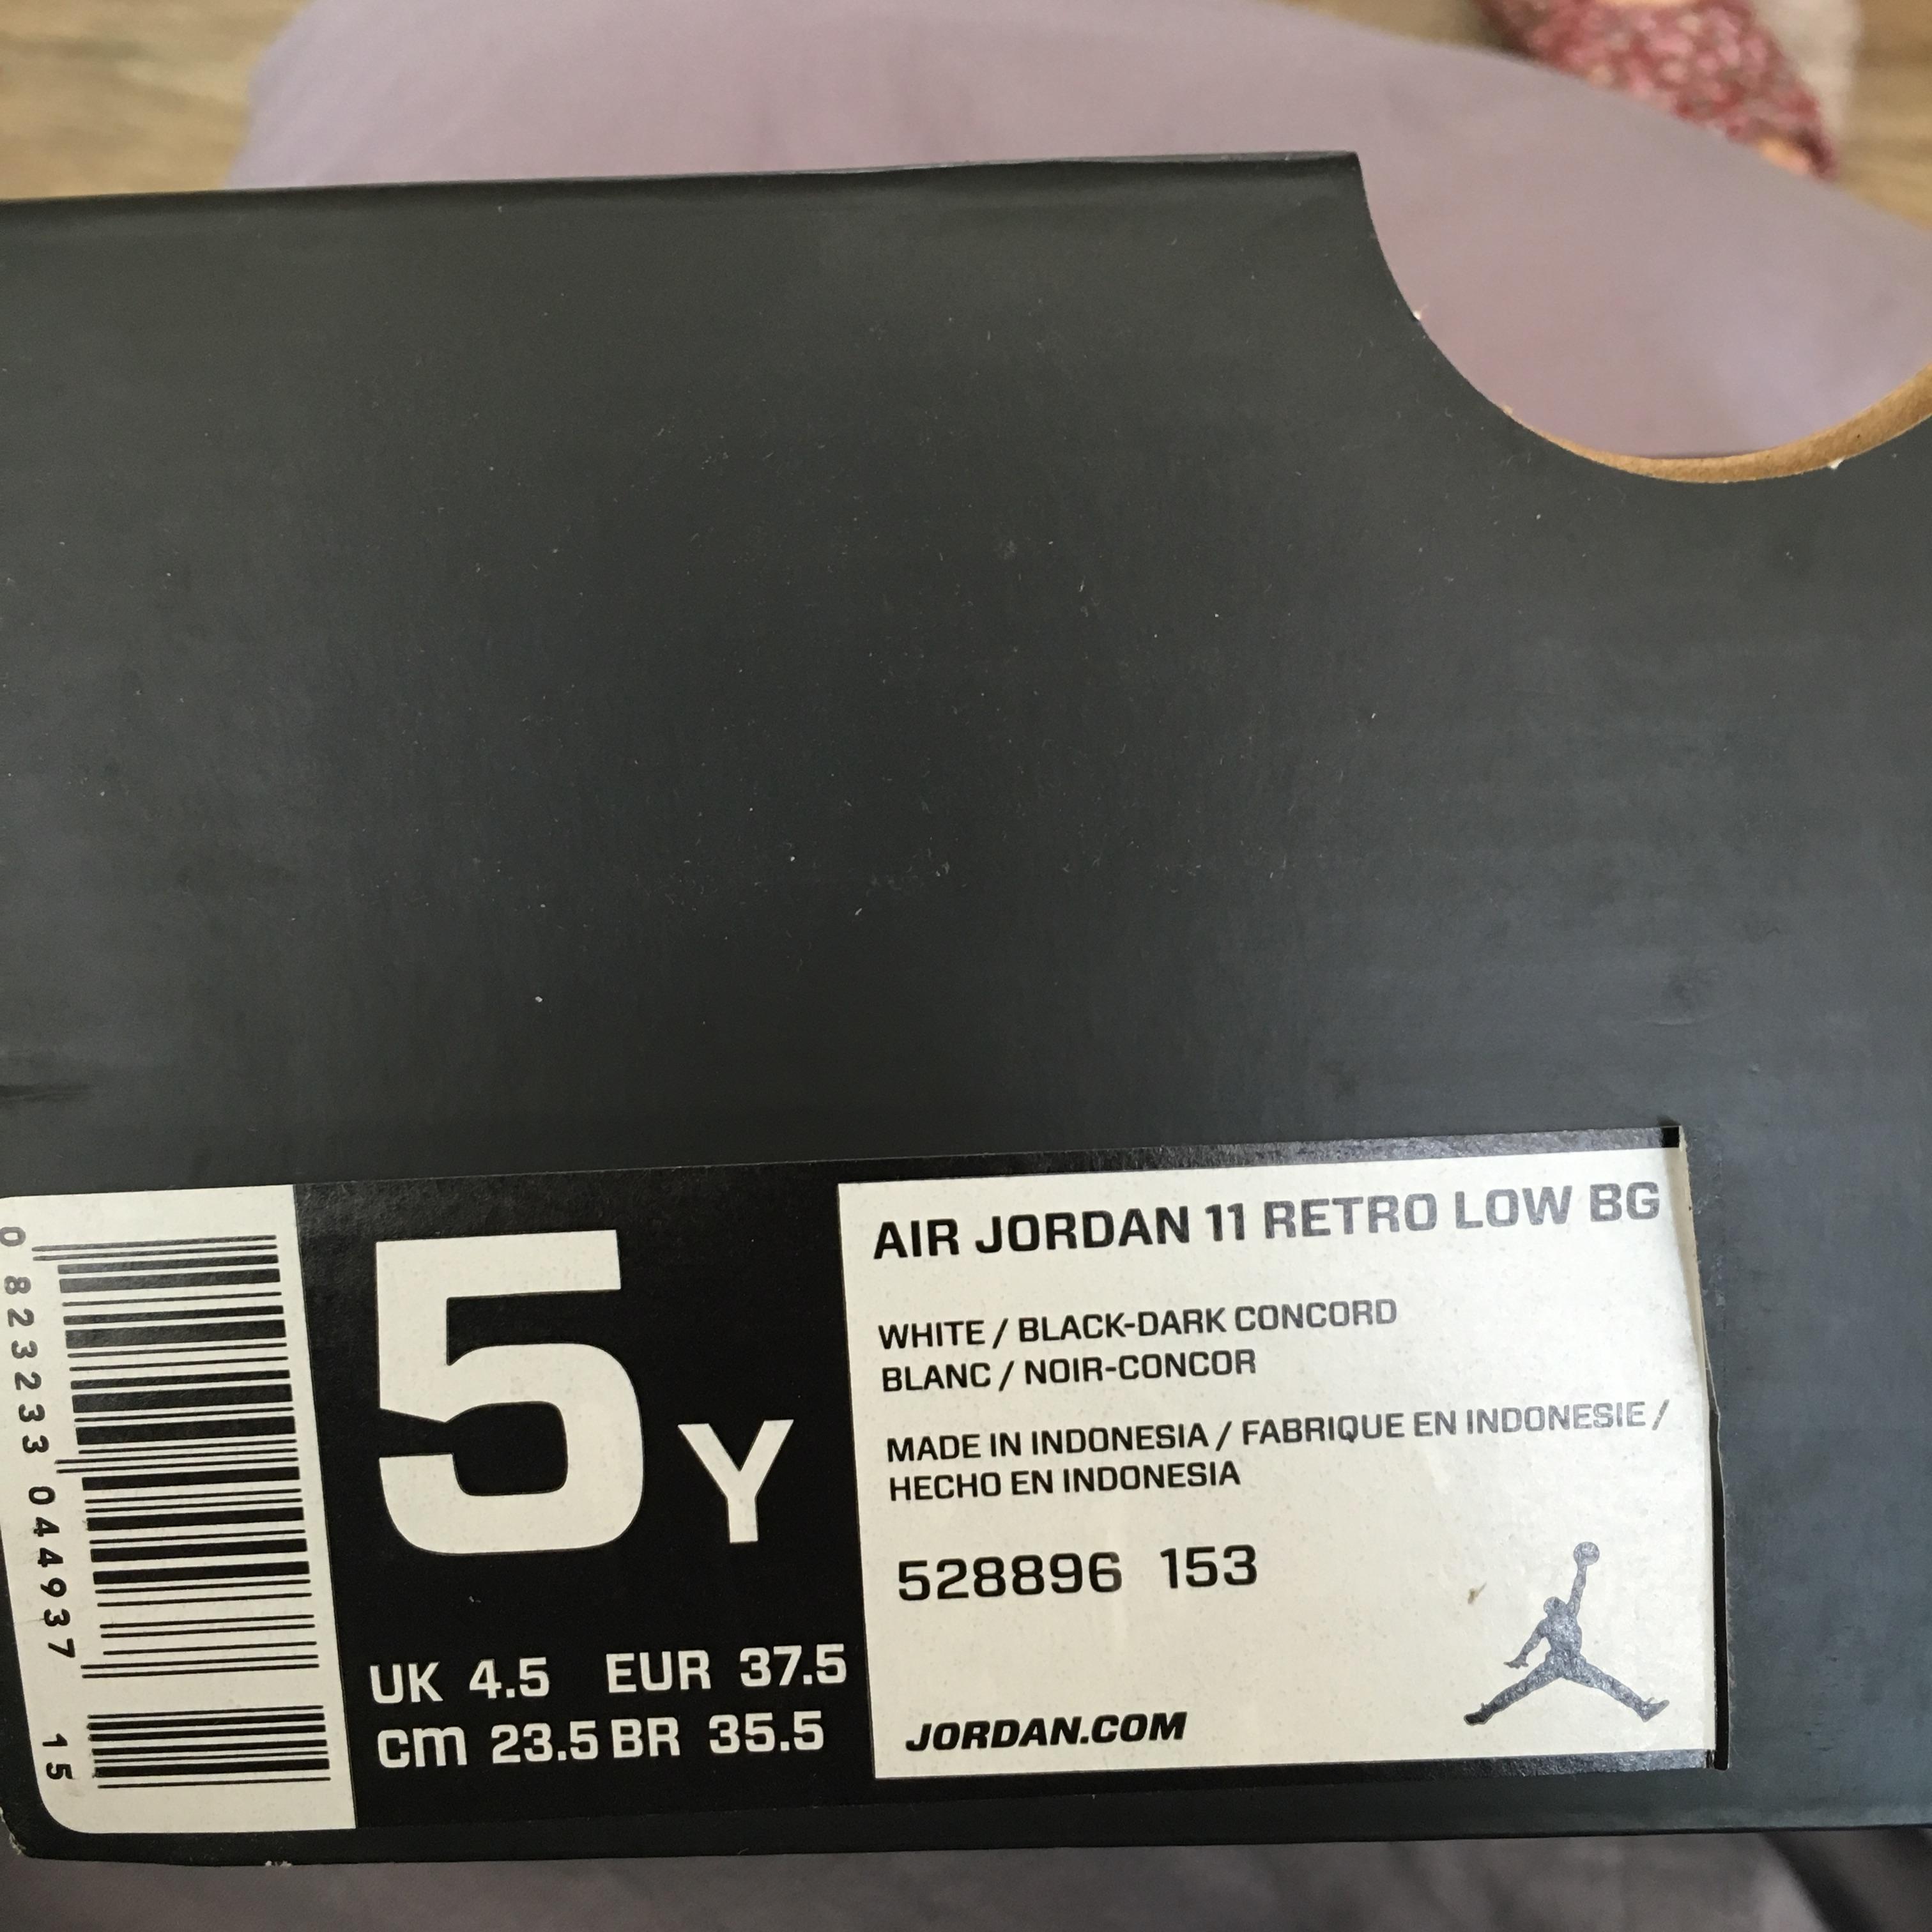 0 823233 044937 15
5 Y
UK 4.5 EUR 37.5
cm 23.5 BR 35.5
AIR JORDAN 11 RETRO LOW BG
WHITE / BLACK-DARK CONCORD
BLANC / NOIR-CONCOR
MADE IN INDONESIA / FABRIQUE EN INDONESIE /
HECHO EN INDONESIA
528896 153
JORDAN.COM